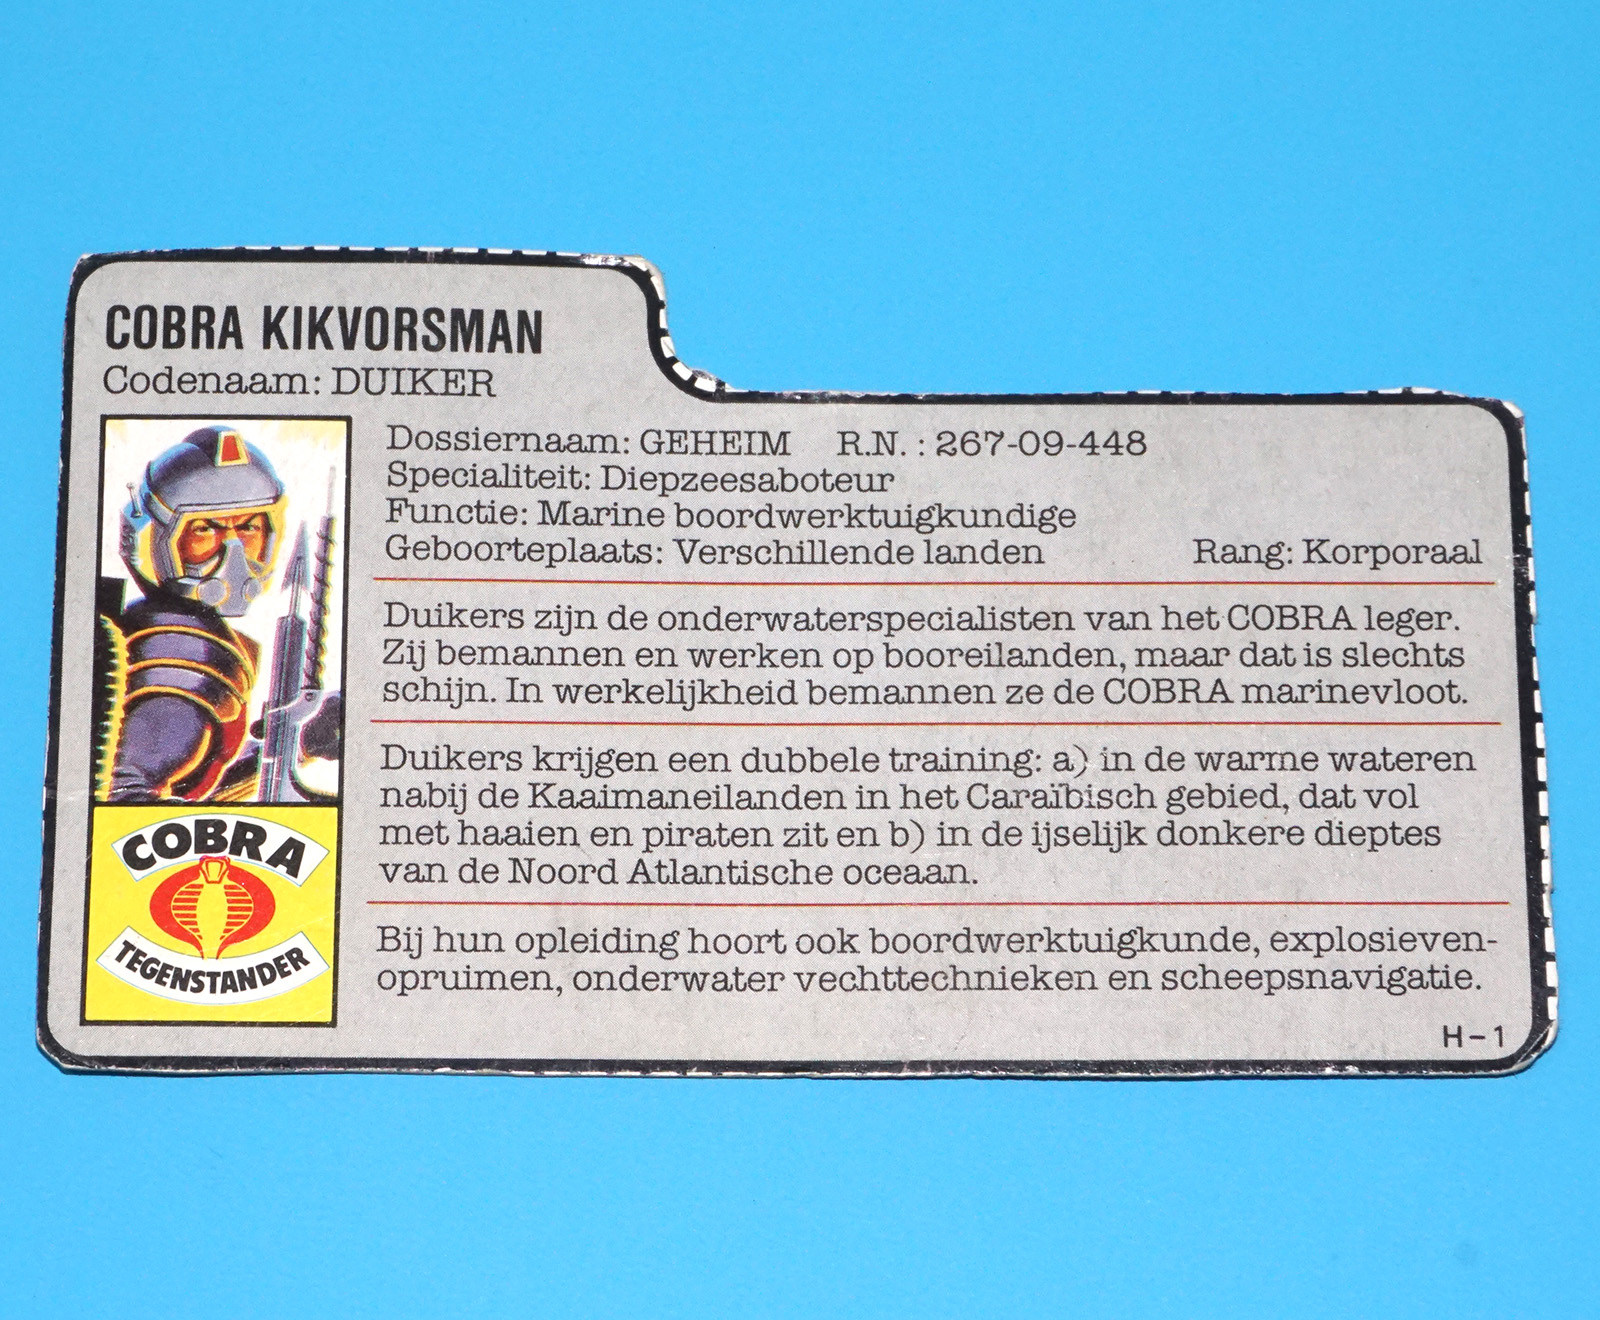 COBRA KIKVORSMAN
Codenaam: DUIKER
Dossiernaam: GEHEIM R.N. : 267-09-448
Specialiteit: Diepzeesaboteur
Functie: Marine boordwerktuigkundige
Geboorteplaats: Verschillende landen Rang: Korporaal
Duikers zijn de onderwaterspecialisten van het COBRA leger.
Zij bemannen en werken op booreilanden, maar dat is slechts
schijn. In werkelijkheid bemannen ze de COBRA marinevloot.
Duikers krijgen een dubbele training: a) in de warme wateren
nabij de Kaaimaneilanden in het Caraïbisch gebied, dat vol
met haaien en piraten zit en b) in de ijselijk donkere dieptes
van de Noord Atlantische oceaan.
Bij hun opleiding hoort ook boordwerktuigkunde, explosieven-
opruimen, onderwater vechttechnieken en scheepsnavigatie.
COBRA
TEGENSTANDER
H-1